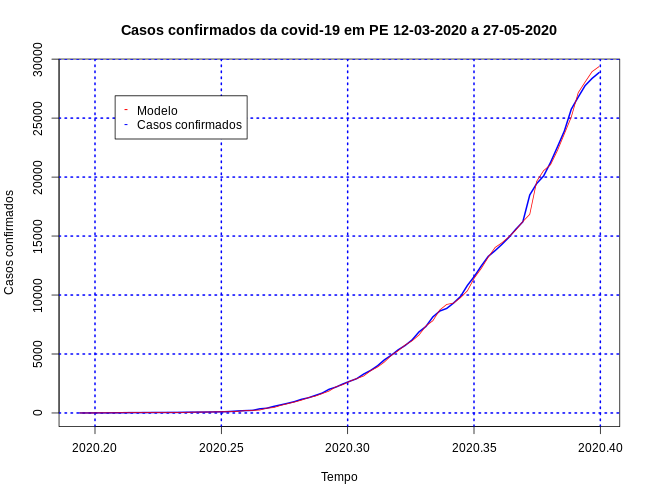 Casos confirmados da covid-19 em PE 12-03-2020 a 27-05-2020
Casos confirmados
30000
25000
20000
15000
10000
5000
0
Modelo
Casos confirmados
2020.20 2020.25 2020.30 2020.35 2020.40
Tempo